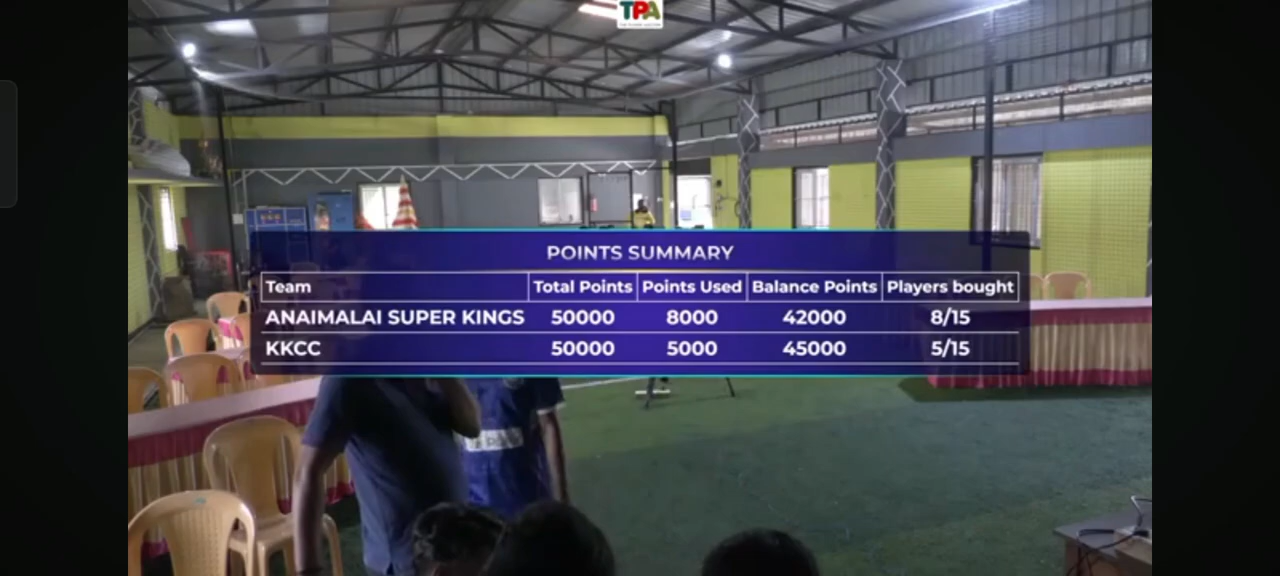 TPA
POINTS SUMMARY
Team Total Points Points Used Balance Points Players bought
ANAIMALAI SUPER KINGS 50000 8000 42000 8/15
KKCC 50000 5000 45000 5/15